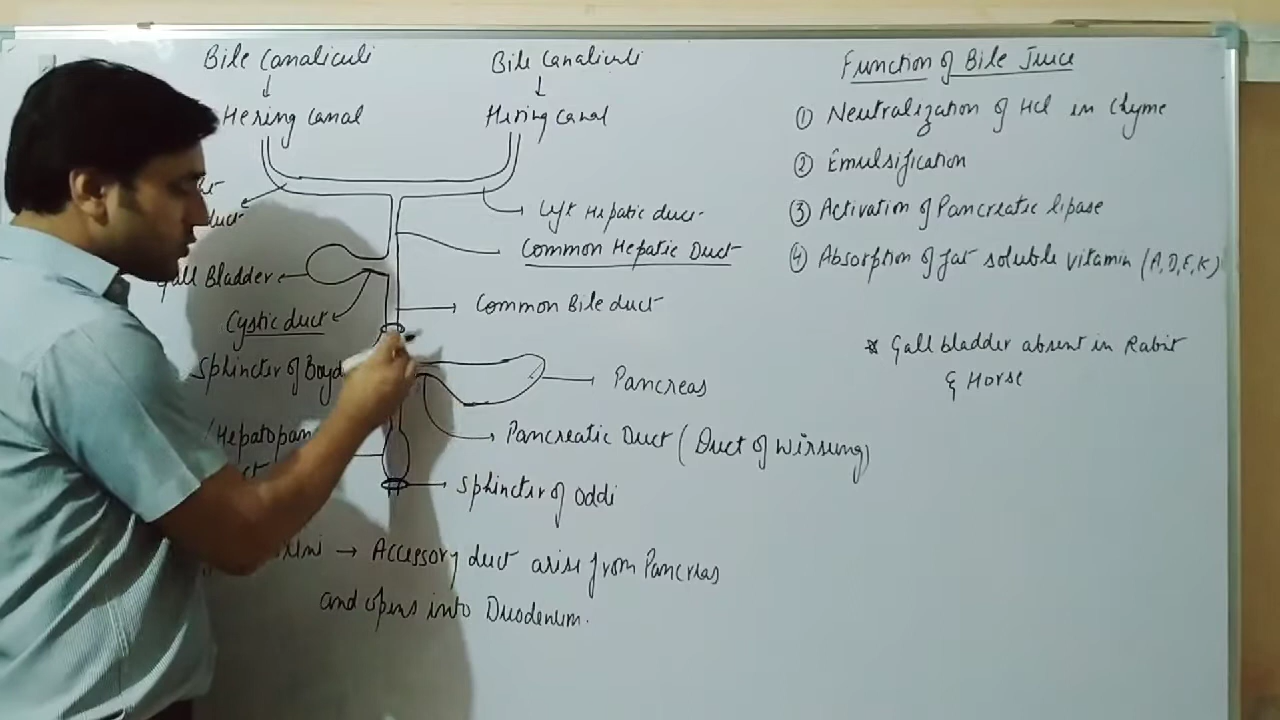 Bile Canaliculi
Hering Canal
Bile Canaliculi
Hering Canal
Left Hepatic duct
Common Hepatic Duct
Gall Bladder
Cystic duct
Common Bile duct
Sphincter of
Pancreas
Pancreatic Duct (Duct of Wirsung)
Sphincter of Oddi
→ Accessory duct arise from Pancreas
and opens into Duodenum.
Function of Bile Juice
① Neutralization of Hcl in Chyme
② Emulsification
③ Activation of Pancreatic lipase
④ Absorption of fat soluble vitamin (A,D,E,K)
* Gall bladder absent in Rabit
& Horse